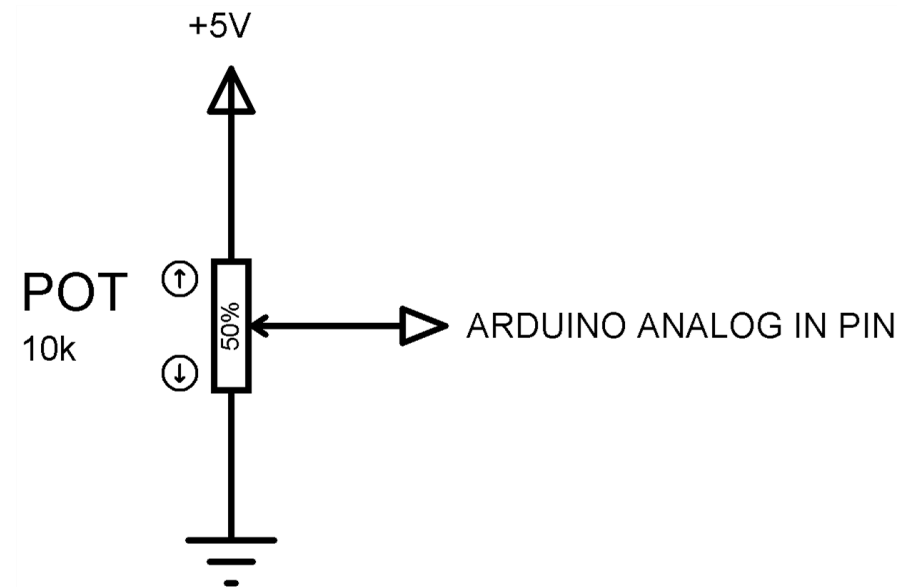 +5V
POT
10k
50%
ARDUINO ANALOG IN PIN